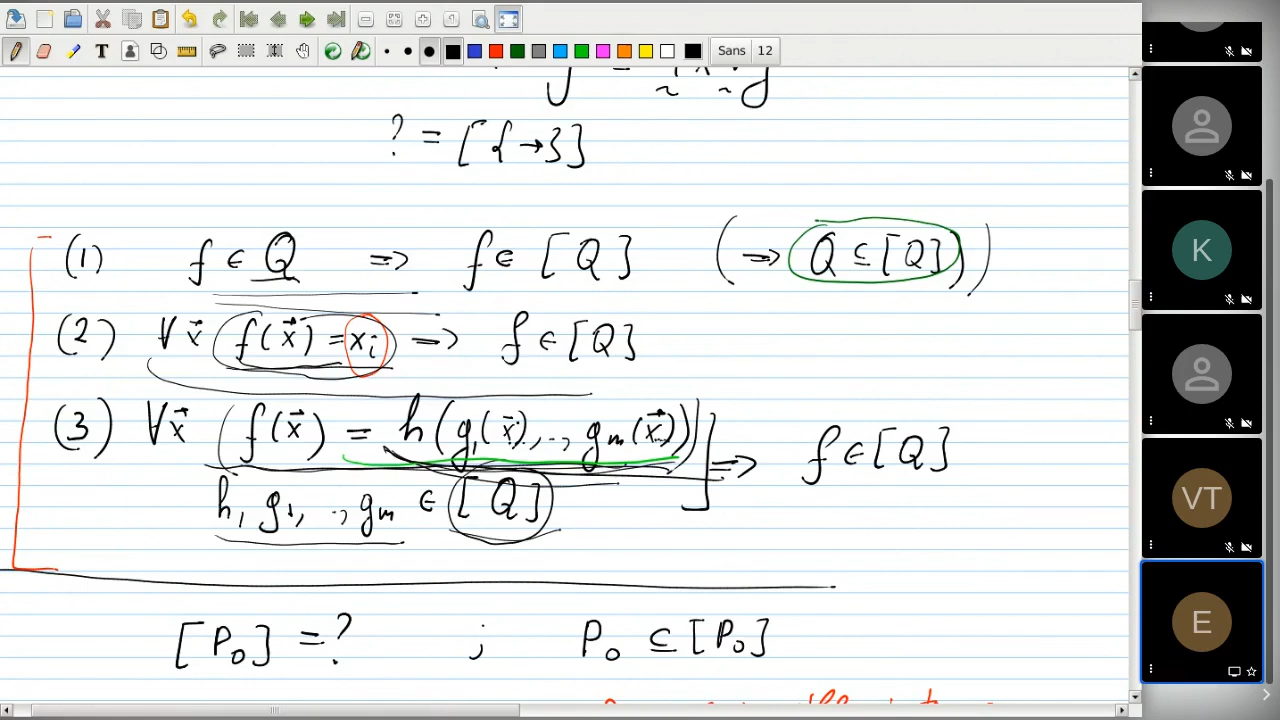 Sans 12
? = [{→}]
(1) f ∈ Q ⇒ f ∈ [Q] (⇒ Q ⊆ [Q])
(2) ∀x⃗ (f(x⃗) = xᵢ ⇒ f ∈ [Q]
(3) ∀x⃗ (f(x⃗) = h(g₁(x⃗), .., gₘ(x⃗))] ⇒ f ∈ [Q]
h, g₁, .., gₘ ∈ [Q]
[P₀] = ? ; P₀ ⊆ [P₀]
K
VT
E